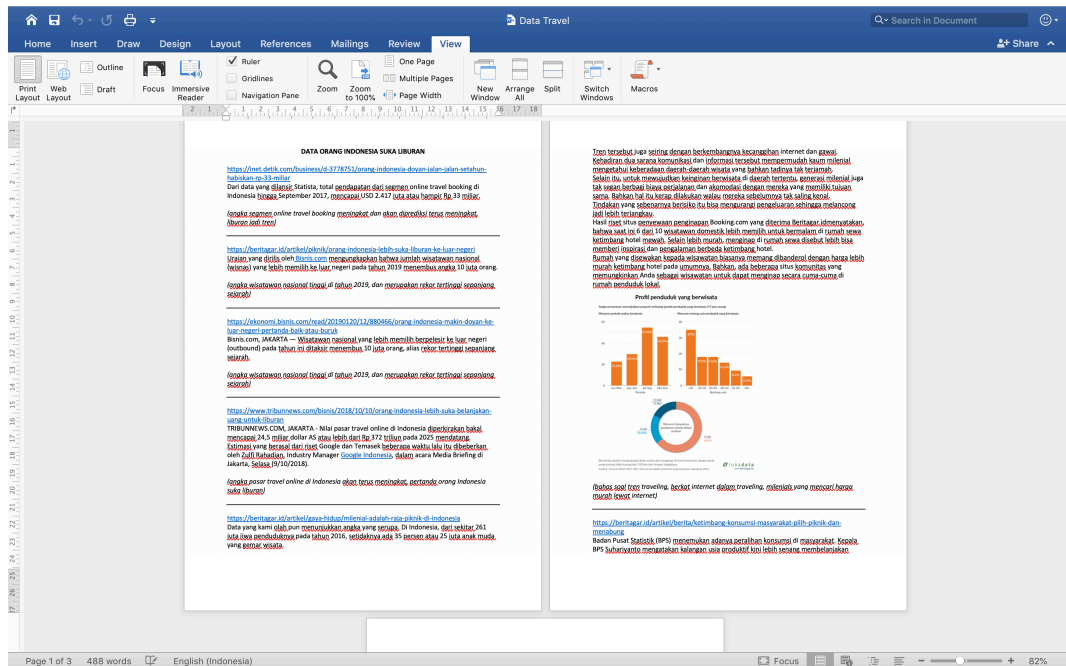 Data Travel
Search in Document
Home Insert Draw Design Layout References Mailings Review View
Share
Print Layout
Web Layout
Outline
Draft
Focus
Immersive Reader
Ruler
Gridlines
Navigation Pane
Zoom
Zoom to 100%
One Page
Multiple Pages
Page Width
New Window
Arrange All
Split
Switch Windows
Macros
2 1 1 2 3 4 5 6 7 8 9 10 11 12 13 14 15 16 17 18
DATA ORANG INDONESIA SUKA LIBURAN
https://inet.detik.com/business/d-3778751/orang-indonesia-doyan-jalan-jalan-setahun-
habiskan-rp-33-miliar
Dari data yang dilansir Statista, total pendapatan dari segmen online travel booking di
Indonesia hingga September 2017, mencapai USD 2.417 juta atau hampir Rp 33 miliar.
(angka segmen online travel booking meningkat dan akan diprediksi terus meningkat,
liburan jadi tren)
https://beritagar.id/artikel/piknik/orang-indonesia-lebih-suka-liburan-ke-luar-negeri
Uraian yang dirilis oleh Bisnis.com mengungkapkan bahwa jumlah wisatawan nasional
(wisnas) yang lebih memilih ke luar negeri pada tahun 2019 menembus angka 10 juta orang.
(angka wisatawan nasional tinggi di tahun 2019, dan merupakan rekor tertinggi sepanjang
sejarah)
https://ekonomi.bisnis.com/read/20190120/12/880466/orang-indonesia-makin-doyan-ke-
luar-negeri-pertanda-baik-atau-buruk
Bisnis.com, JAKARTA — Wisatawan nasional yang lebih memilih berpelesir ke luar negeri
(outbound) pada tahun ini ditaksir menembus 10 juta orang, alias rekor tertinggi sepanjang
sejarah.
(angka wisatawan nasional tinggi di tahun 2019, dan merupakan rekor tertinggi sepanjang
sejarah)
https://www.tribunnews.com/bisnis/2018/10/10/orang-indonesia-lebih-suka-belanjakan-
uang-untuk-liburan
TRIBUNNEWS.COM, JAKARTA - Nilai pasar travel online di Indonesia diperkirakan bakal
mencapai 24,5 miliar dollar AS atau lebih dari Rp 372 triliun pada 2025 mendatang.
Estimasi yang berasal dari riset Google dan Temasek beberapa waktu lalu itu dibeberkan
oleh Zulfi Rahadian, Industry Manager Google Indonesia, dalam acara Media Briefing di
Jakarta, Selasa (9/10/2018).
(angka pasar travel online di Indonesia akan terus meningkat, pertanda orang Indonesia
suka liburan)
https://beritagar.id/artikel/gaya-hidup/milenial-adalah-raja-piknik-di-indonesia
Data yang kami olah pun menunjukkan angka yang serupa. Di Indonesia, dari sekitar 261
juta jiwa penduduknya pada tahun 2016, setidaknya ada 35 persen atau 25 juta anak muda
yang gemar wisata.
Tren tersebut juga seiring dengan berkembangnya kecanggihan internet dan gawai.
Kehadiran dua sarana komunikasi dan informasi tersebut mempermudah kaum milenial
mengetahui keberadaan daerah-daerah wisata yang bahkan tadinya tak terjamah.
Selain itu, untuk mewujudkan keinginan berwisata di daerah tertentu, generasi milenial juga
tak segan berbagi biaya perjalanan dan akomodasi dengan mereka yang memiliki tujuan
sama. Bahkan hal itu kerap dilakukan walau mereka sebelumnya tak saling kenal.
Tindakan yang sebenarnya berisiko itu bisa mengurangi pengeluaran sehingga melancong
jadi lebih terjangkau.
Hasil riset situs penyewaan penginapan Booking.com yang diterima Beritagar.idmenyatakan,
bahwa saat ini 6 dari 10 wisatawan domestik lebih memilih untuk bermalam di rumah sewa
ketimbang hotel mewah. Selain lebih murah, menginap di rumah sewa disebut lebih bisa
memberi inspirasi dan pengalaman berbeda ketimbang hotel.
Rumah yang disewakan kepada wisatawan biasanya memang dibanderol dengan harga lebih
murah ketimbang hotel pada umumnya. Bahkan, ada beberapa situs komunitas yang
memungkinkan Anda sebagai wisawatan untuk dapat menginap secara cuma-cuma di
rumah penduduk lokal.
Profil penduduk yang berwisata
lokadata
(bahas soal tren traveling, berkat internet dalam traveling, milenials yang mencari harga
murah lewat internet)
https://beritagar.id/artikel/berita/ketimbang-konsumsi-masyarakat-pilih-piknik-dan-
menabung
Badan Pusat Statistik (BPS) menemukan adanya peralihan konsumsi di masyarakat. Kepala
BPS Suhariyanto mengatakan kalangan usia produktif kini lebih senang membelanjakan
Page 1 of 3 488 words English (Indonesia)
Focus
82%